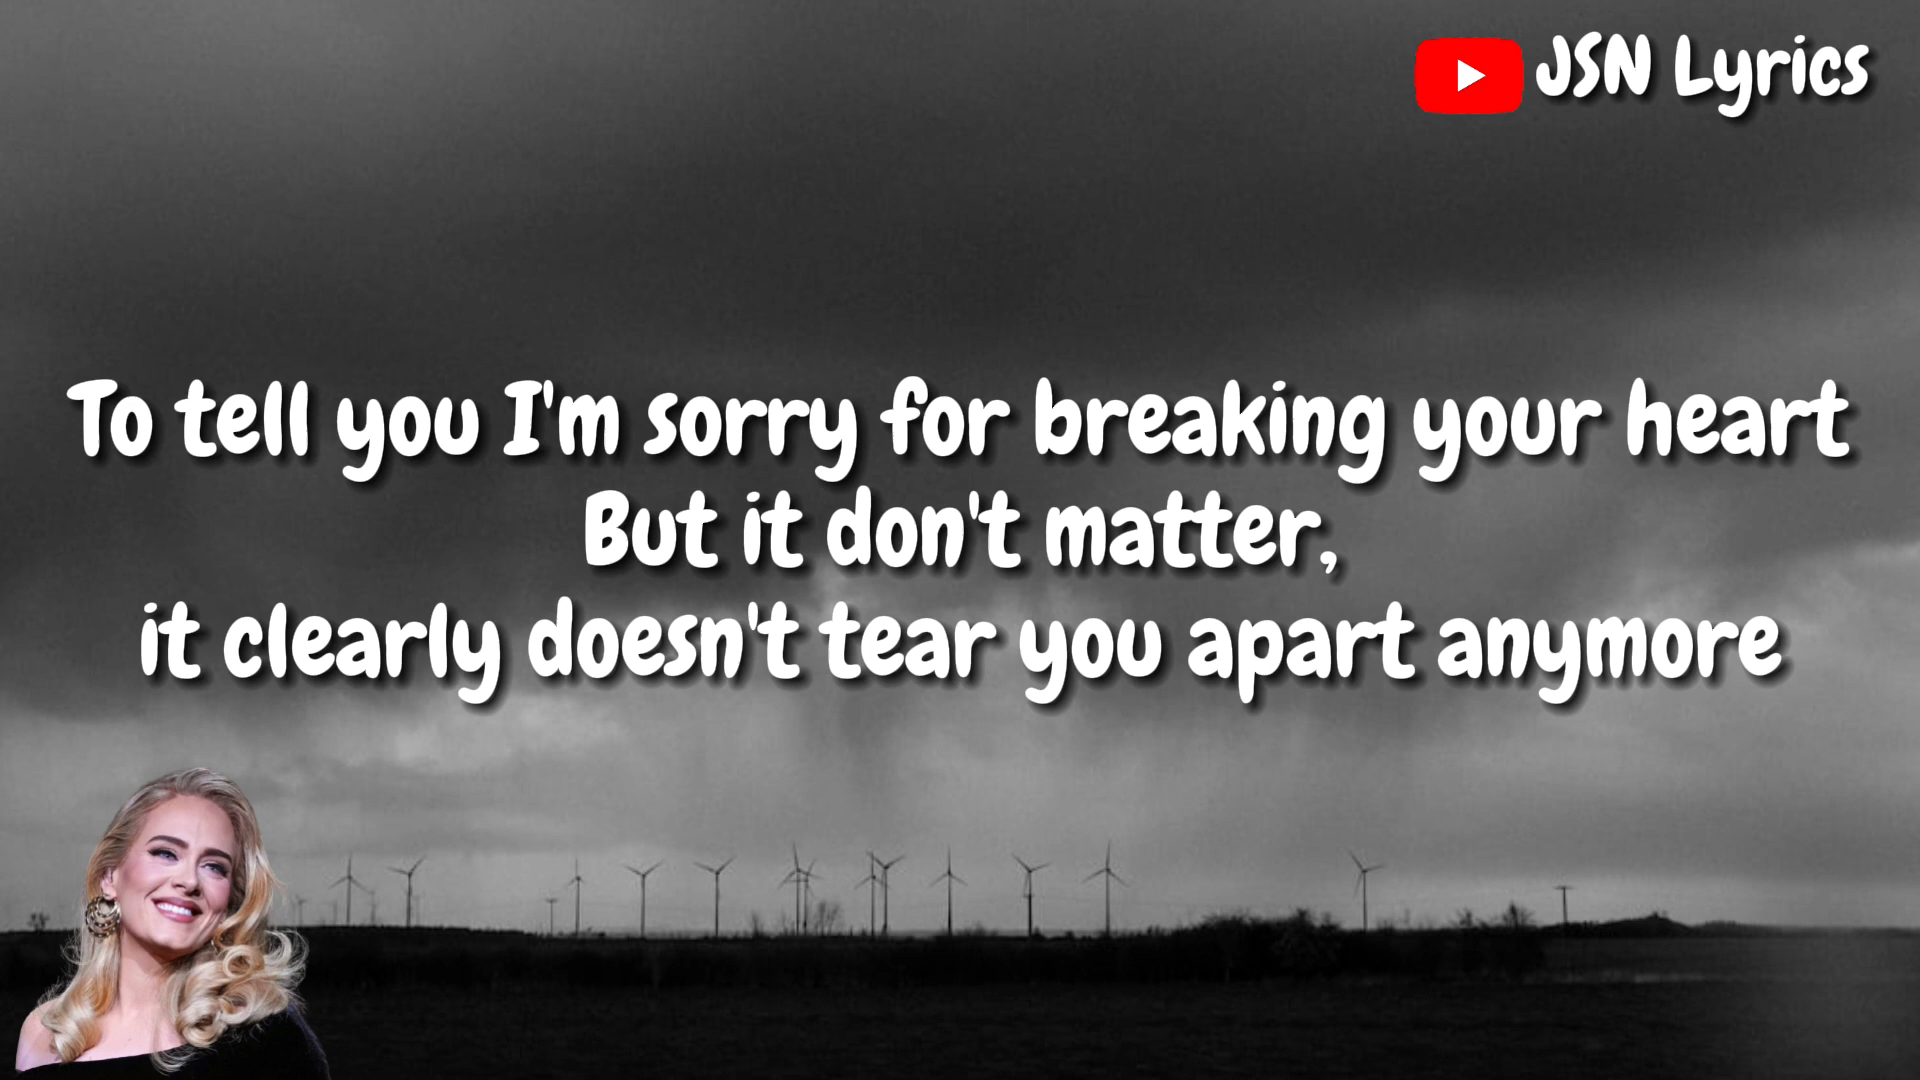 JSN Lyrics
To tell you I'm sorry for breaking your heart
But it don't matter,
it clearly doesn't tear you apart anymore